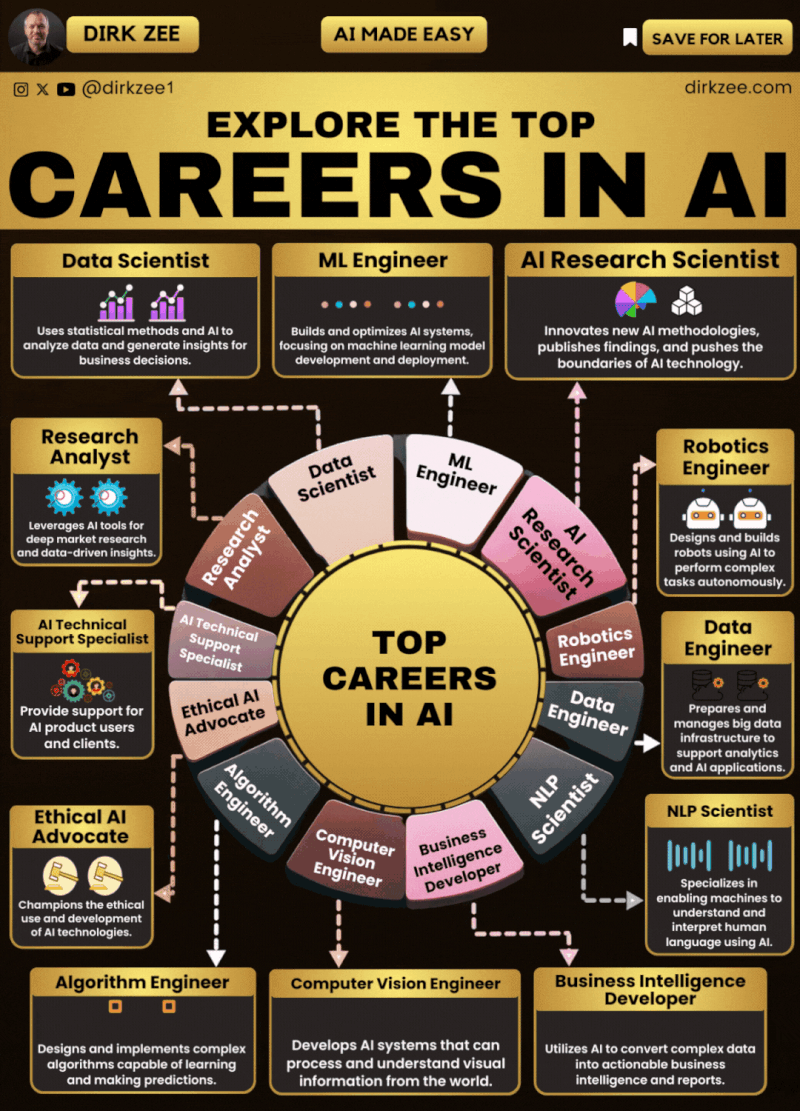 DIRK ZEE
AI MADE EASY
SAVE FOR LATER
@dirkzee1
dirkzee.com
EXPLORE THE TOP
CAREERS IN AI
Data Scientist
Uses statistical methods and AI to
analyze data and generate insights for
business decisions.
ML Engineer
Builds and optimizes AI systems,
focusing on machine learning model
development and deployment.
AI Research Scientist
Innovates new AI methodologies,
publishes findings, and pushes the
boundaries of AI technology.
Research
Analyst
Leverages AI tools for
deep market research
and data-driven insights.
Robotics
Engineer
Designs and builds
robots using AI to
perform complex
tasks autonomously.
AI Technical
Support Specialist
Provide support for
AI product users
and clients.
Data
Engineer
Prepares and
manages big data
infrastructure to
support analytics
and AI applications.
Ethical AI
Advocate
Champions the ethical
use and development
of AI technologies.
NLP Scientist
Specializes in
enabling machines to
understand and
interpret human
language using AI.
Data
Scientist
ML
Engineer
AI
Research
Scientist
Robotics
Engineer
Data
Engineer
NLP
Scientist
Business
Intelligence
Developer
Computer
Vision
Engineer
Algorithm
Engineer
Ethical AI
Advocate
AI Technical
Support
Specialist
Research
Analyst
TOP
CAREERS
IN AI
Algorithm Engineer
Designs and implements complex
algorithms capable of learning
and making predictions.
Computer Vision Engineer
Develops AI systems that can
process and understand visual
information from the world.
Business Intelligence
Developer
Utilizes AI to convert complex data
into actionable business
intelligence and reports.